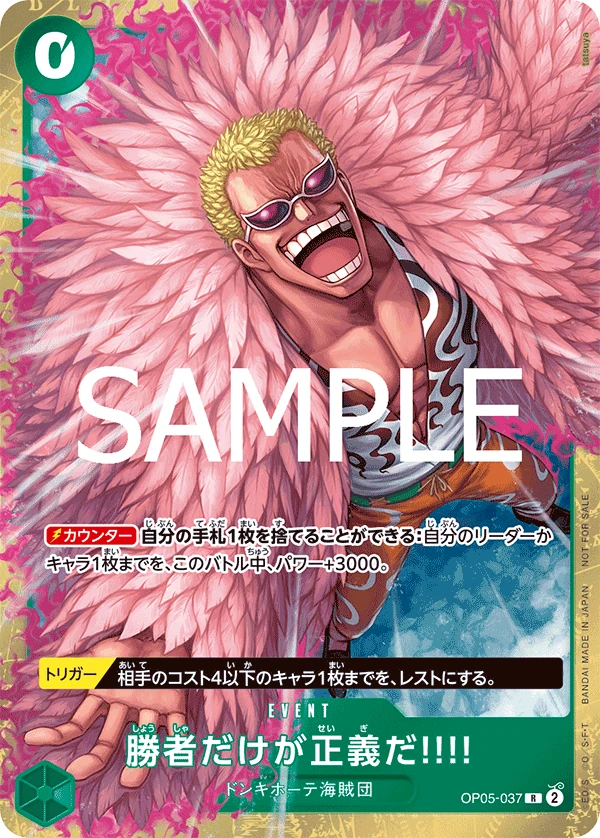 0
tatsuya
SAMPLE
カウンター 自分の手札1枚を捨てることができる：自分のリーダーか
キャラ1枚までを、このバトル中、パワー+3000。
トリガー 相手のコスト4以下のキャラ1枚までを、レストにする。
EVENT
勝者だけが正義だ!!!!
ドンキホーテ海賊団
OP05-037 R 2
©E.O. S., O. S･F･T BANDAI MADE IN JAPAN NOT FOR SALE